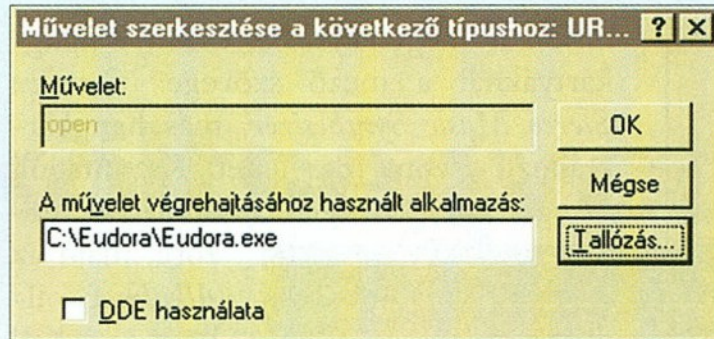 Művelet szerkesztése a következő típushoz: UR... ? ×
Művelet:
open
OK
Mégse
A művelet végrehajtásához használt alkalmazás:
C:\Eudora\Eudora.exe
Tallózás...
DDE használata